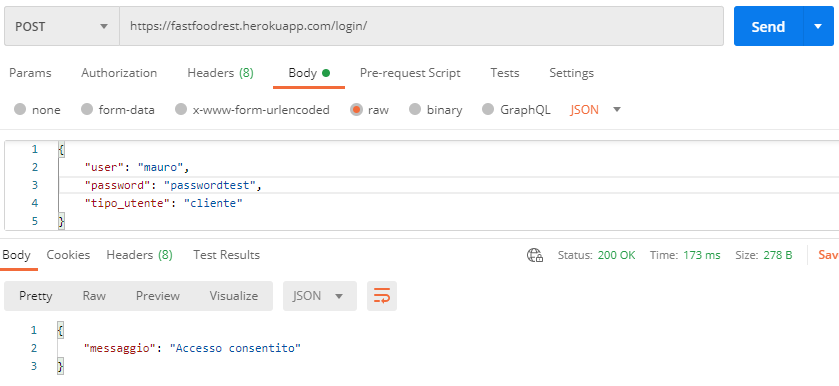 POST https://fastfoodrest.herokuapp.com/login/ Send
Params Authorization Headers (8) Body Pre-request Script Tests Settings
none form-data x-www-form-urlencoded raw binary GraphQL JSON
1 {
2 "user": "mauro",
3 "password": "passwordtest",
4 "tipo_utente": "cliente"
5 }
Body Cookies Headers (8) Test Results Status: 200 OK Time: 173 ms Size: 278 B Sav
Pretty Raw Preview Visualize JSON
1 {
2 "messaggio": "Accesso consentito"
3 }